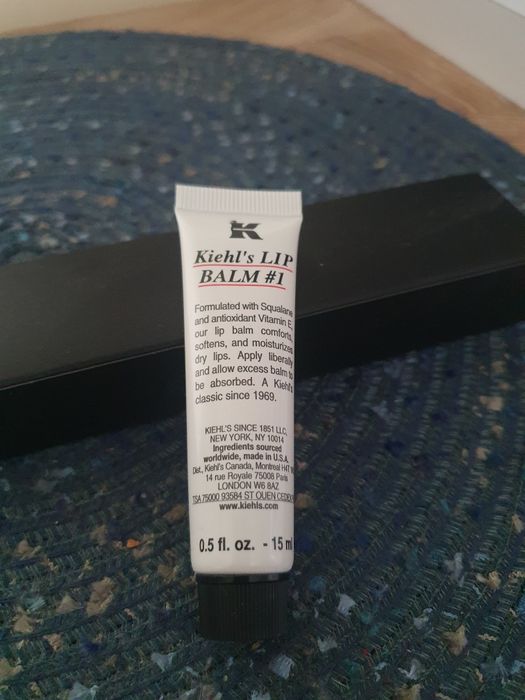 K
Kiehl's LIP
BALM #1
Formulated with Squalane
and antioxidant Vitamin E,
our lip balm comforts,
softens, and moisturizes
dry lips. Apply liberally
and allow excess balm to
be absorbed. A Kiehl's
classic since 1969.
KIEHL'S SINCE 1851 LLC,
NEW YORK, NY 10014
Ingredients sourced
worldwide, made in U.S.A.
Dist., Kiehl's Canada, Montreal H4T
14 rue Royale 75008 Paris
LONDON W6 8AZ
TSA 75000 93584 ST OUEN CEDEX
www.kiehls.com
0.5 fl. oz. - 15 ml